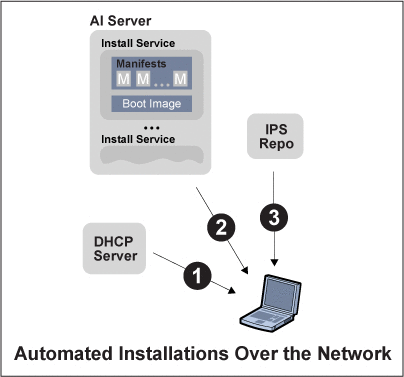 AI Server
Install Service
Manifests
M M ... M
Boot Image
...
Install Service
IPS
Repo
2
3
DHCP
Server
1
Automated Installations Over the Network